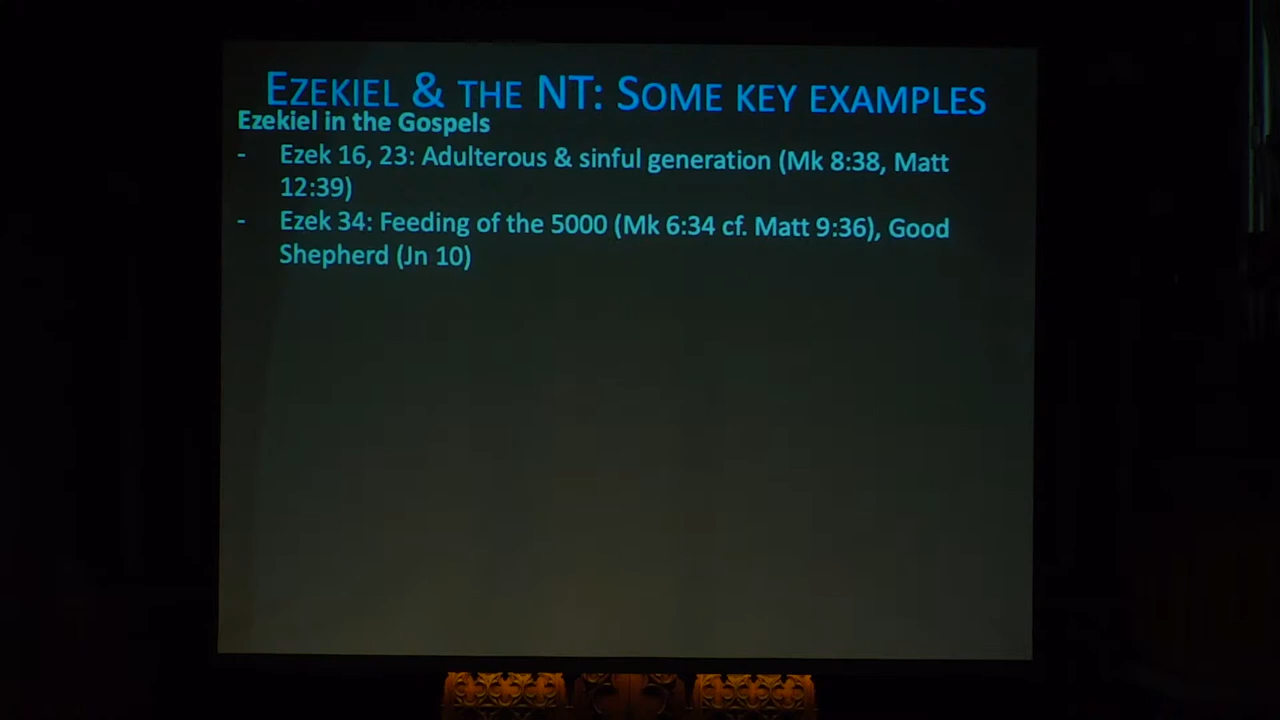 EZEKIEL & THE NT: SOME KEY EXAMPLES
Ezekiel in the Gospels
- Ezek 16, 23: Adulterous & sinful generation (Mk 8:38, Matt
12:39)
- Ezek 34: Feeding of the 5000 (Mk 6:34 cf. Matt 9:36), Good
Shepherd (Jn 10)